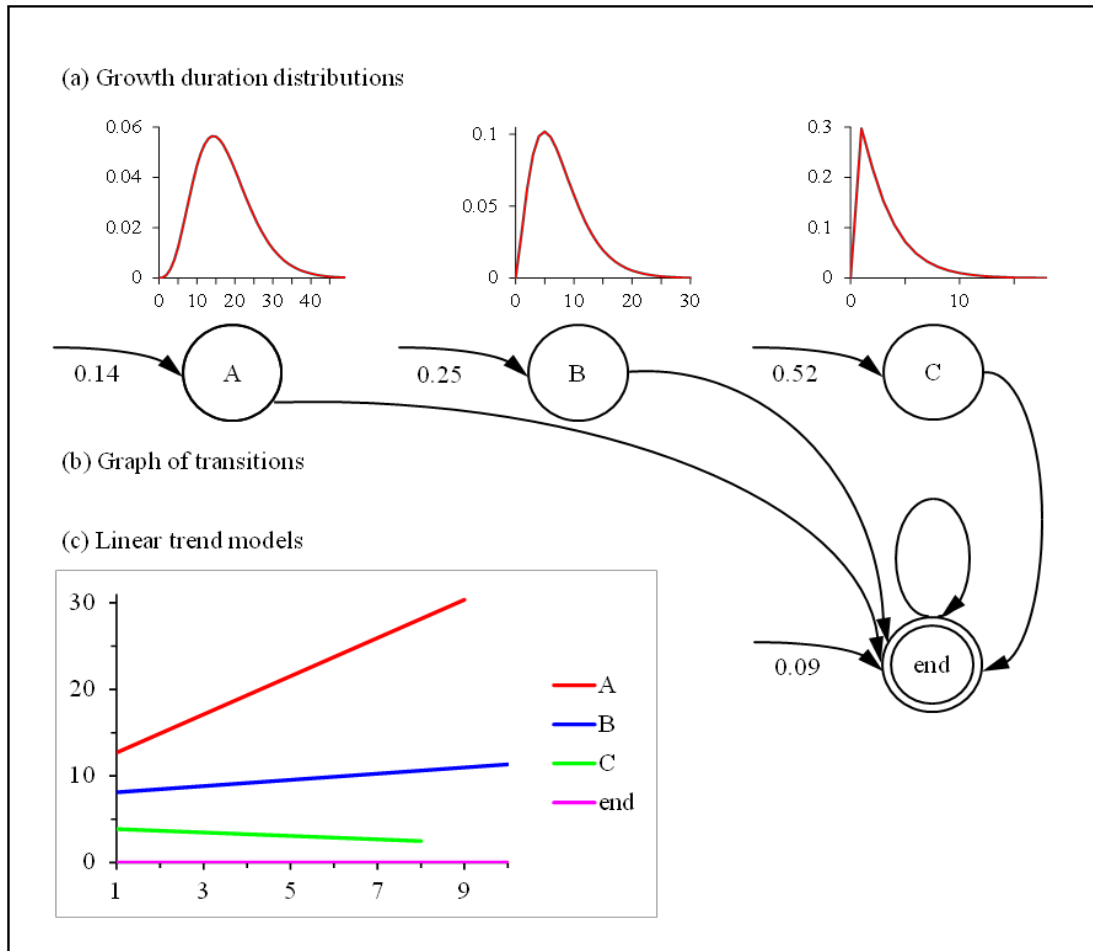 (a) Growth duration distributions
0.06
0.04
0.02
0
0 10 20 30 40
0.1
0.05
0
0 10 20 30
0.3
0.2
0.1
0
0 10
0.14
A
0.25
B
0.52
C
(b) Graph of transitions
(c) Linear trend models
30
20
10
0
1 3 5 7 9
A
B
C
end
0.09
end